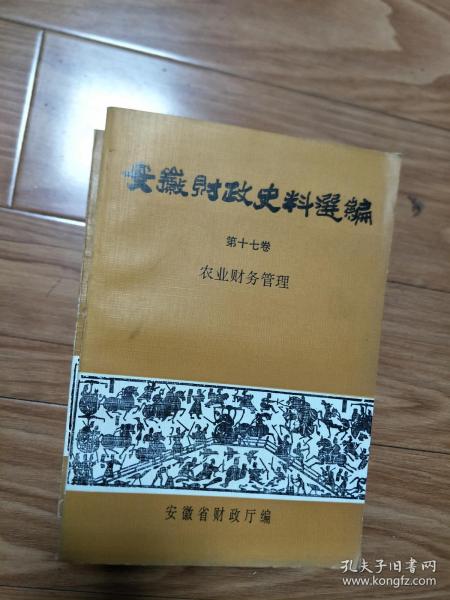 安徽财政史料選編
第十七卷
农业财务管理
安徽省财政厅编
孔夫子旧书网
www.kongfz.com